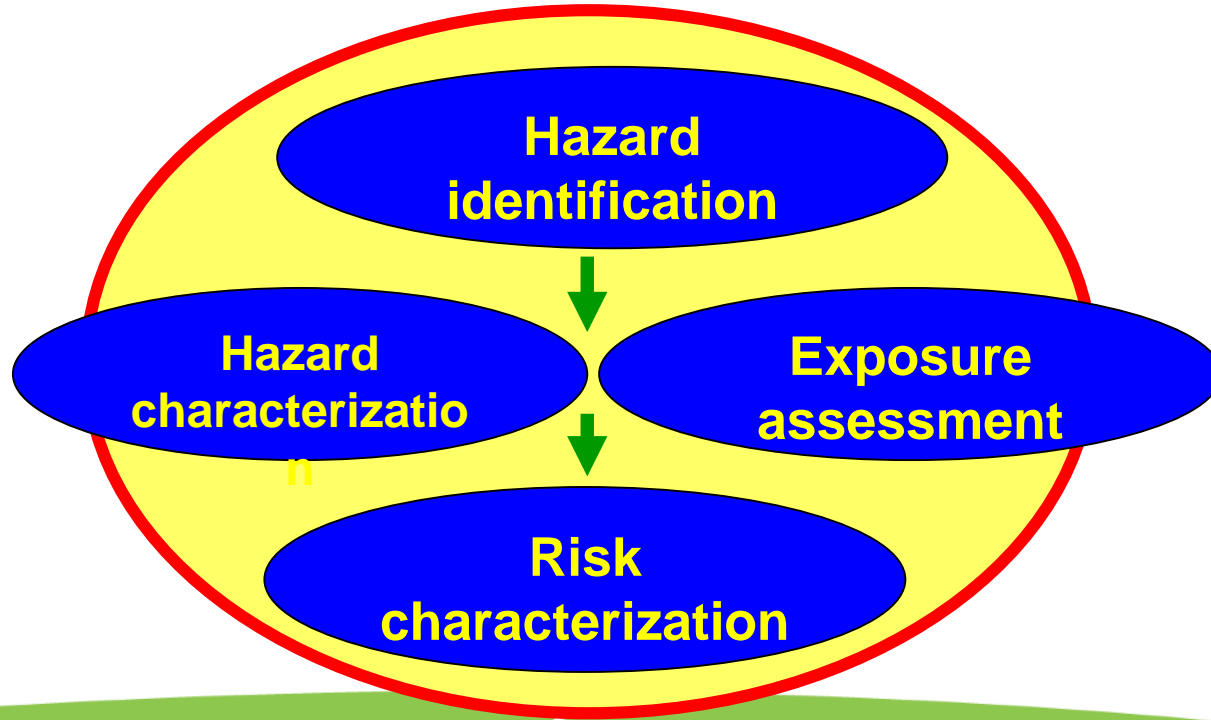 Hazard
identification
Hazard
characterizatio
n
Exposure
assessment
Risk
characterization